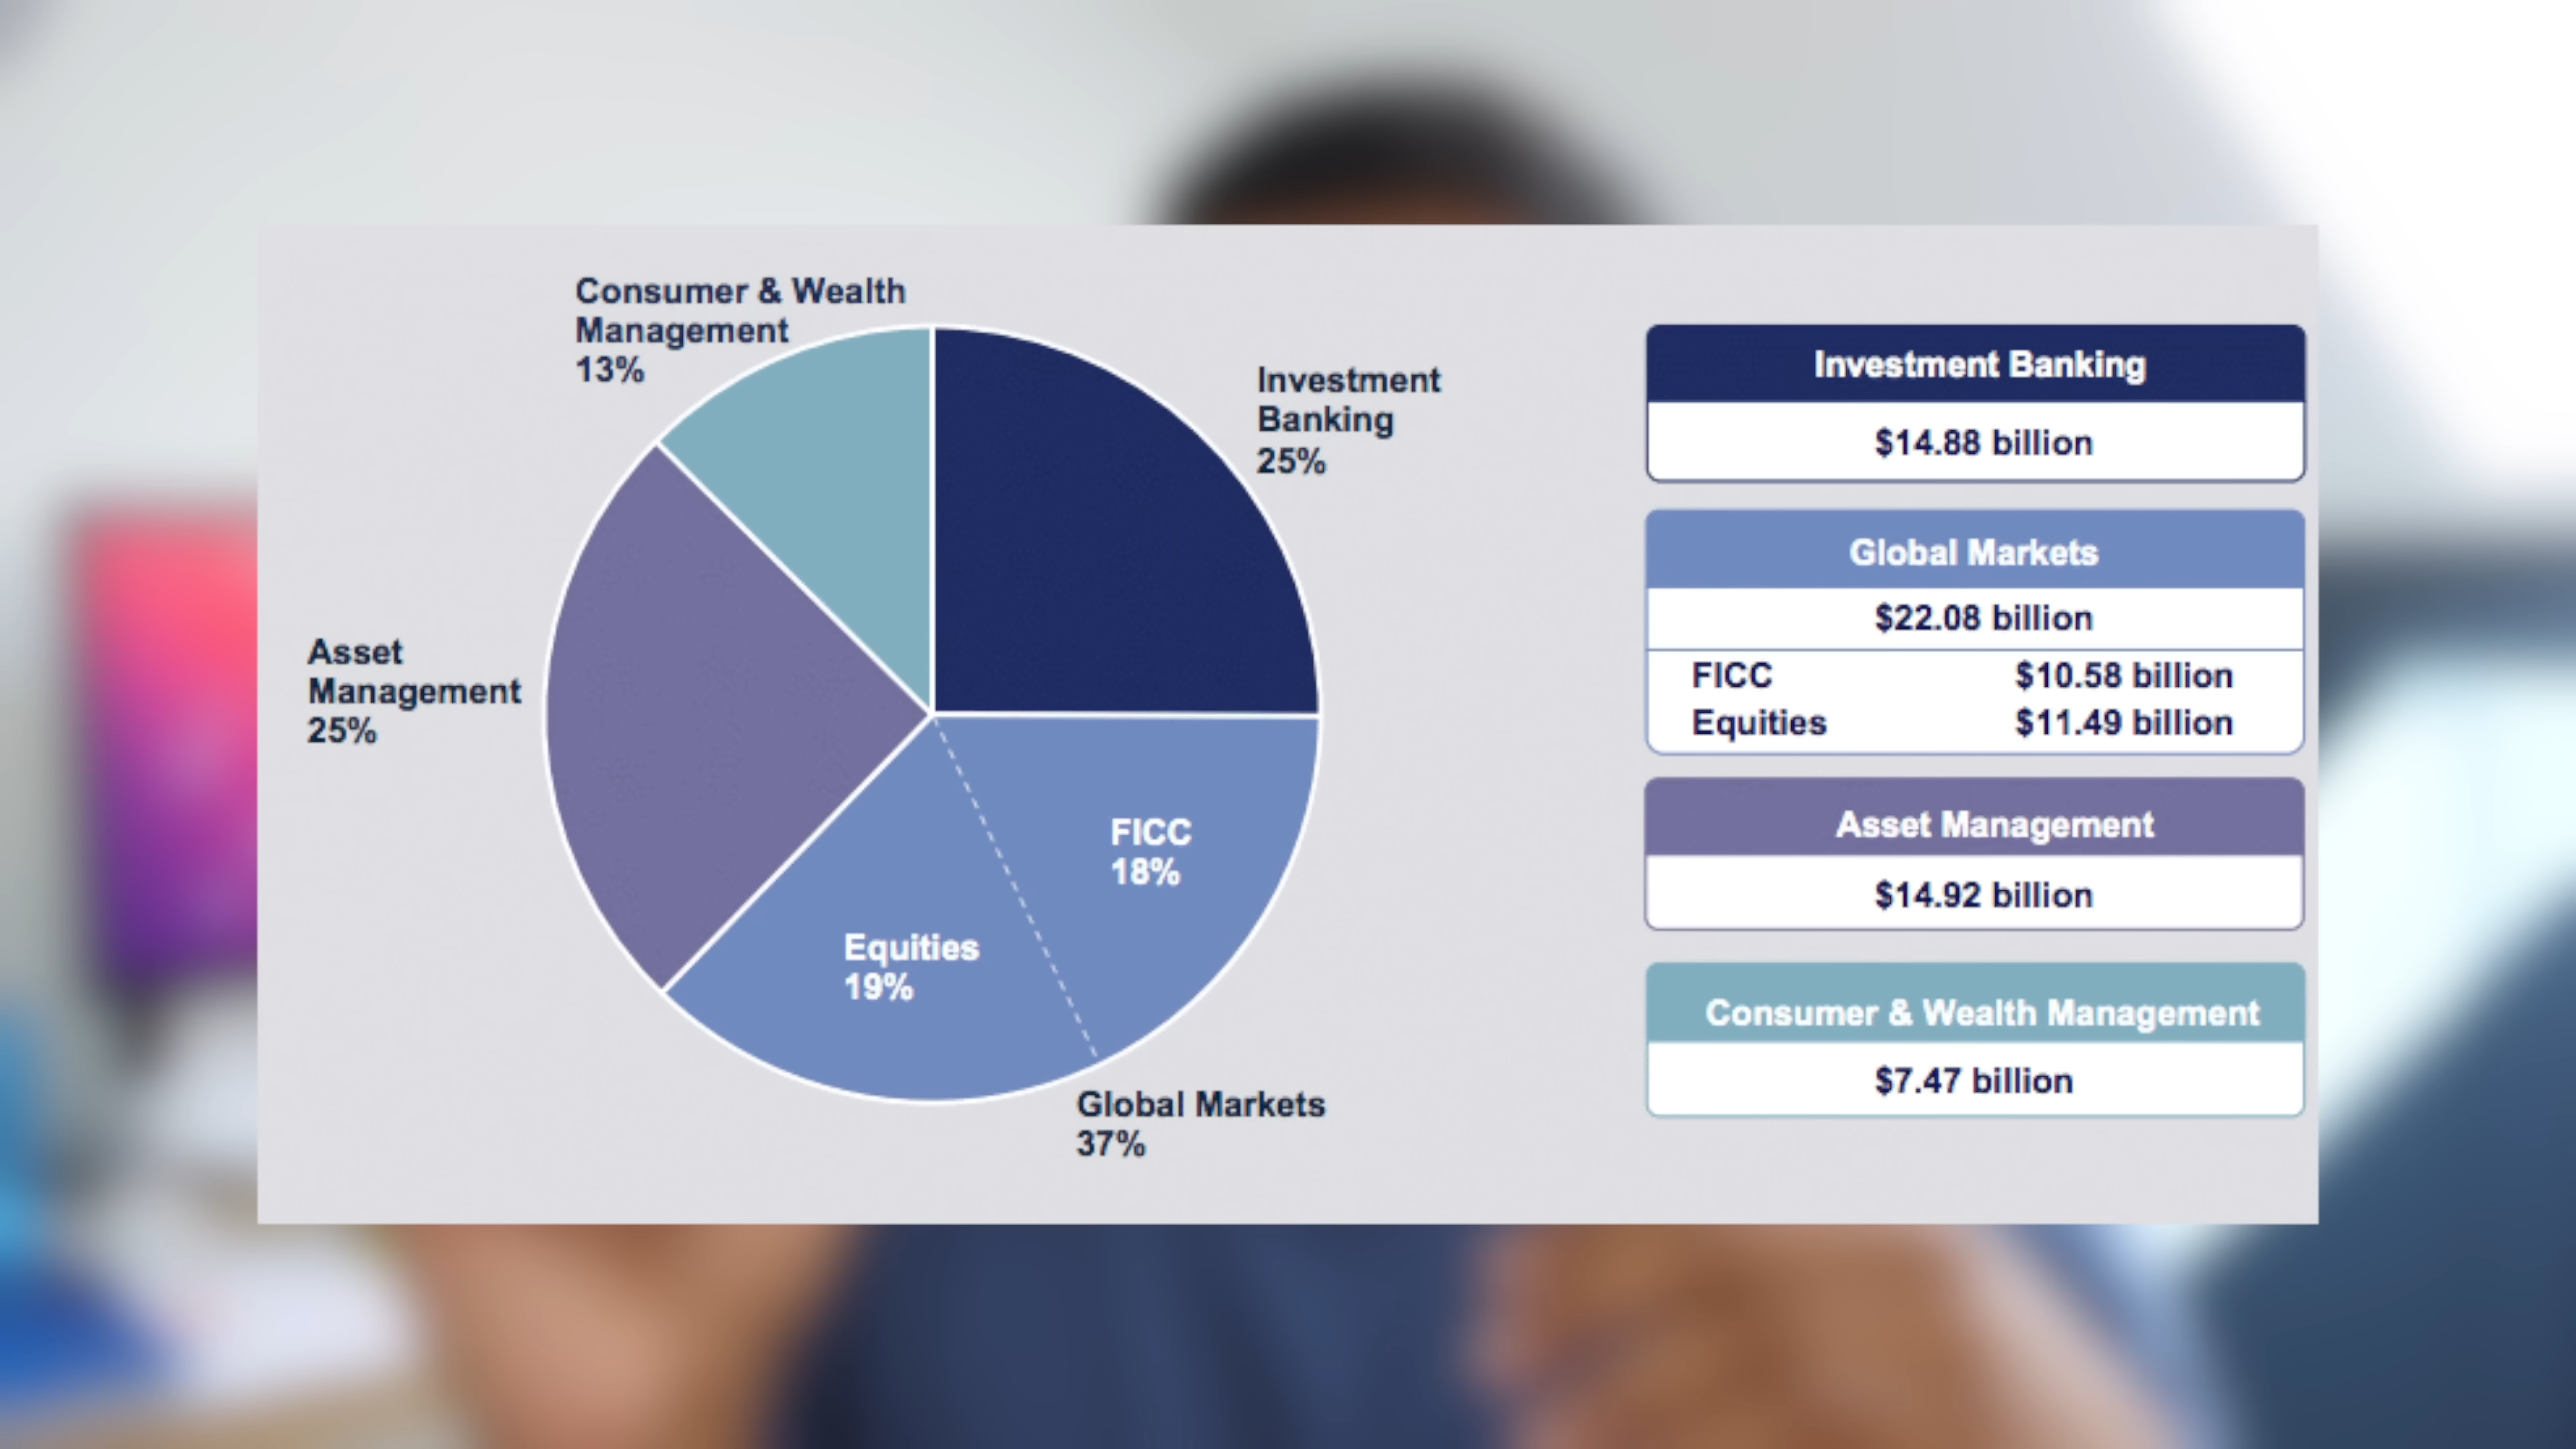 Consumer & Wealth
Management
13%
Investment
Banking
25%
Asset
Management
25%
FICC
18%
Equities
19%
Global Markets
37%
Investment Banking
$14.88 billion
Global Markets
$22.08 billion
FICC $10.58 billion
Equities $11.49 billion
Asset Management
$14.92 billion
Consumer & Wealth Management
$7.47 billion